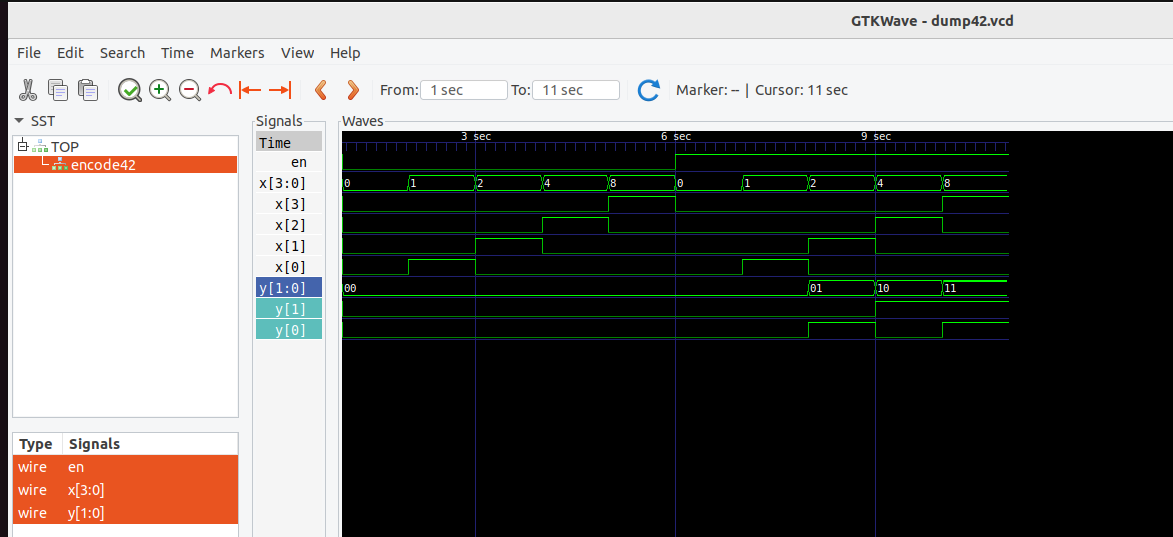 GTKWave - dump42.vcd
File Edit Search Time Markers View Help
From: 1 sec To: 11 sec Marker: -- | Cursor: 11 sec
SST
TOP
encode42
Type Signals
wire en
wire x[3:0]
wire y[1:0]
Signals
Time
en
x[3:0]
x[3]
x[2]
x[1]
x[0]
y[1:0]
y[1]
y[0]
Waves
3 sec 6 sec 9 sec
0 1 2 4 8 0 1 2 4 8
00 01 10 11